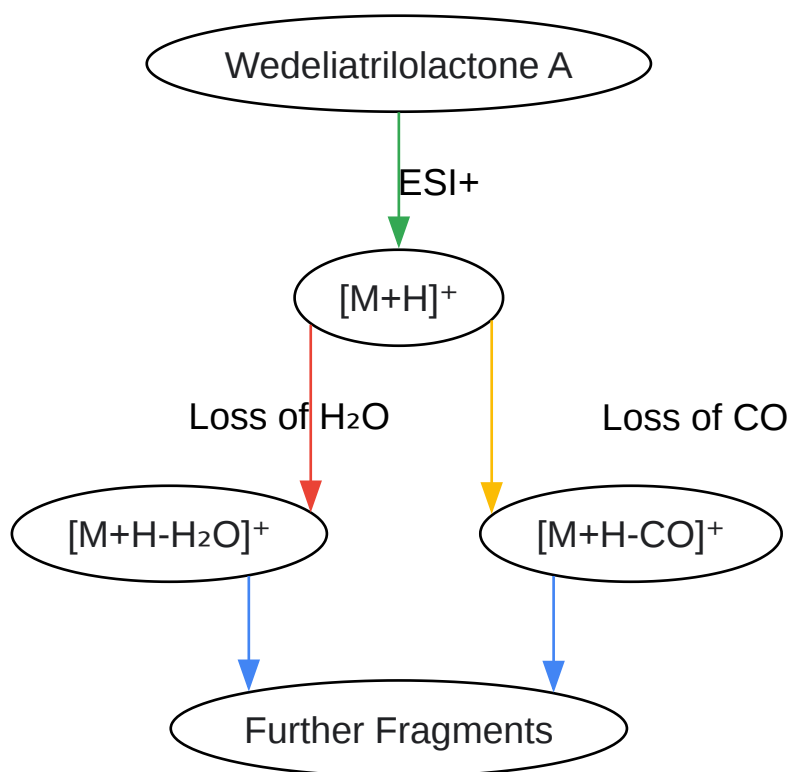 Wedeliatrilolactone A
ESI+
[M+H]⁺
Loss of H₂O
Loss of CO
[M+H-H₂O]⁺
[M+H-CO]⁺
Further Fragments